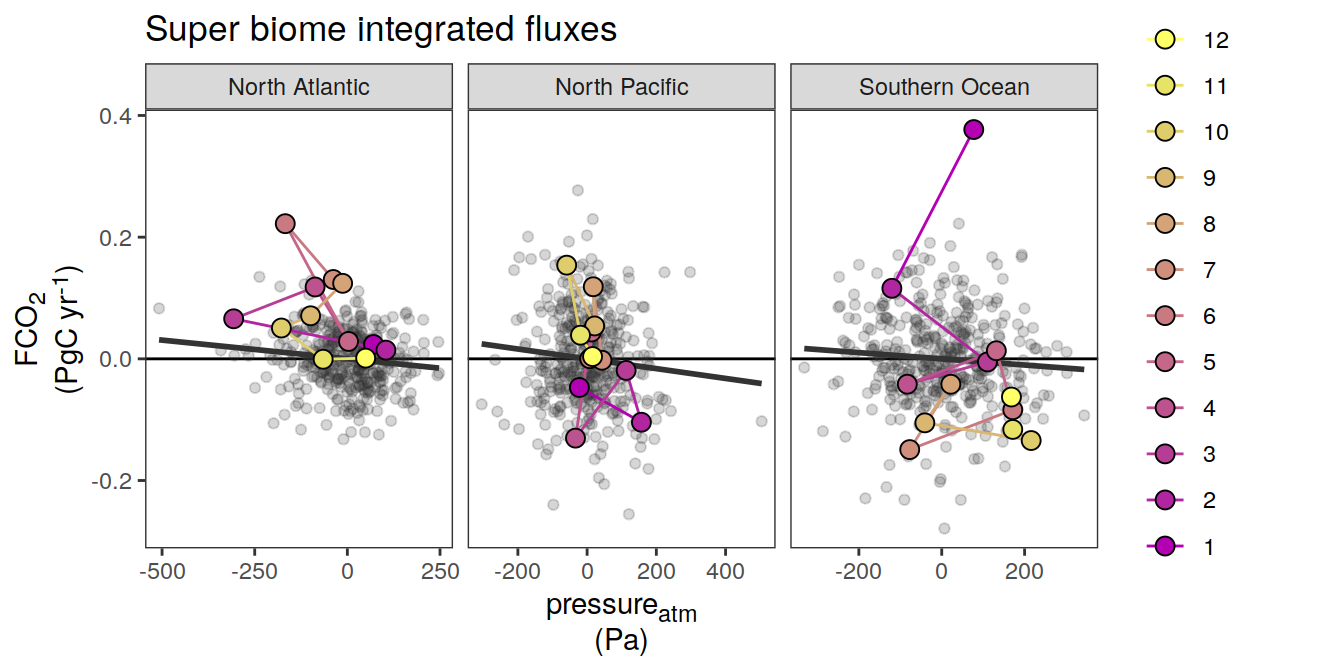 Super biome integrated fluxes
North Atlantic North Pacific Southern Ocean
FCO2
(PgC yr-1)
0.4
0.2
0.0
-0.2
-500 -250 0 250
-200 0 200 400
-200 0 200
pressureatm
(Pa)
12
11
10
9
8
7
6
5
4
3
2
1